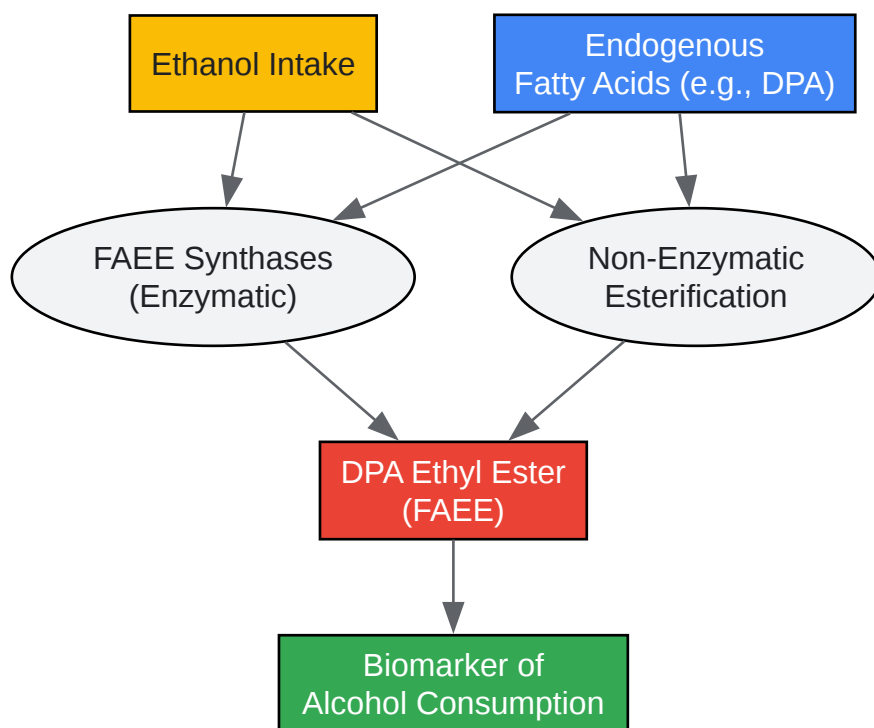 Ethanol Intake
Endogenous
Fatty Acids (e.g., DPA)
FAEE Synthases
(Enzymatic)
Non-Enzymatic
Esterification
DPA Ethyl Ester
(FAEE)
Biomarker of
Alcohol Consumption